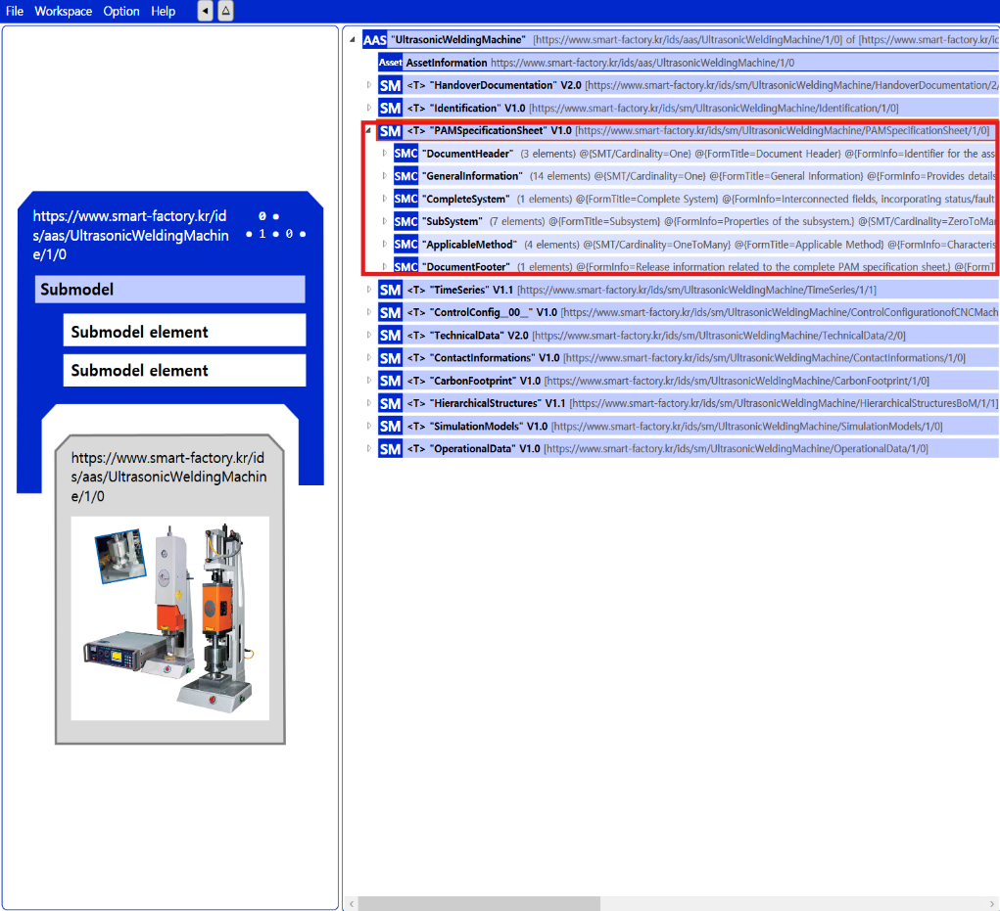 File Workspace Option Help
https://www.smart-factory.kr/id
s/aas/UltrasonicWeldingMachin
e/1/0
0
1 0
Submodel
Submodel element
Submodel element
https://www.smart-factory.kr/id
s/aas/UltrasonicWeldingMachin
e/1/0
AAS "UltrasonicWeldingMachine" [https://www.smart-factory.kr/ids/aas/UltrasonicWeldingMachine/1/0] of [https://www.smart-factory.kr/ic
Asset AssetInformation https://www.smart-factory.kr/ids/aas/UltrasonicWeldingMachine/1/0
SM <T> "HandoverDocumentation" V2.0 [https://www.smart-factory.kr/ids/sm/UltrasonicWeldingMachine/HandoverDocumentation/2/
SM <T> "Identification" V1.0 [https://www.smart-factory.kr/ids/sm/UltrasonicWeldingMachine/Identification/1/0]
SM <T> "PAMSpecificationSheet" V1.0 [https://www.smart-factory.kr/ids/sm/UltrasonicWeldingMachine/PAMSpecificationSheet/1/0]
SMC "DocumentHeader" (3 elements) @{SMT/Cardinality=One} @{FormTitle=Document Header} @{FormInfo=Identifier for the ass
SMC "GeneralInformation" (14 elements) @{SMT/Cardinality=One} @{FormTitle=General Information} @{FormInfo=Provides details
SMC "CompleteSystem" (1 elements) @{FormTitle=Complete System} @{FormInfo=Interconnected fields, incorporating status/fault
SMC "SubSystem" (7 elements) @{FormTitle=Subsystem} @{FormInfo=Properties of the subsystem.} @{SMT/Cardinality=ZeroToMan
SMC "ApplicableMethod" (4 elements) @{SMT/Cardinality=OneToMany} @{FormTitle=Applicable Method} @{FormInfo=Characteris
SMC "DocumentFooter" (1 elements) @{FormInfo=Release information related to the complete PAM specification sheet.} @{FormT
SM <T> "TimeSeries" V1.1 [https://www.smart-factory.kr/ids/sm/UltrasonicWeldingMachine/TimeSeries/1/1]
SM <T> "ControlConfig__00__" V1.0 [https://www.smart-factory.kr/ids/sm/UltrasonicWeldingMachine/ControlConfigurationofCNCMach
SM <T> "TechnicalData" V2.0 [https://www.smart-factory.kr/ids/sm/UltrasonicWeldingMachine/TechnicalData/2/0]
SM <T> "ContactInformations" V1.0 [https://www.smart-factory.kr/ids/sm/UltrasonicWeldingMachine/ContactInformations/1/0]
SM <T> "CarbonFootprint" V1.0 [https://www.smart-factory.kr/ids/sm/UltrasonicWeldingMachine/CarbonFootprint/1/0]
SM <T> "HierarchicalStructures" V1.1 [https://www.smart-factory.kr/ids/sm/UltrasonicWeldingMachine/HierarchicalStructuresBoM/1/1]
SM <T> "SimulationModels" V1.0 [https://www.smart-factory.kr/ids/sm/UltrasonicWeldingMachine/SimulationModels/1/0]
SM <T> "OperationalData" V1.0 [https://www.smart-factory.kr/ids/sm/UltrasonicWeldingMachine/OperationalData/1/0]